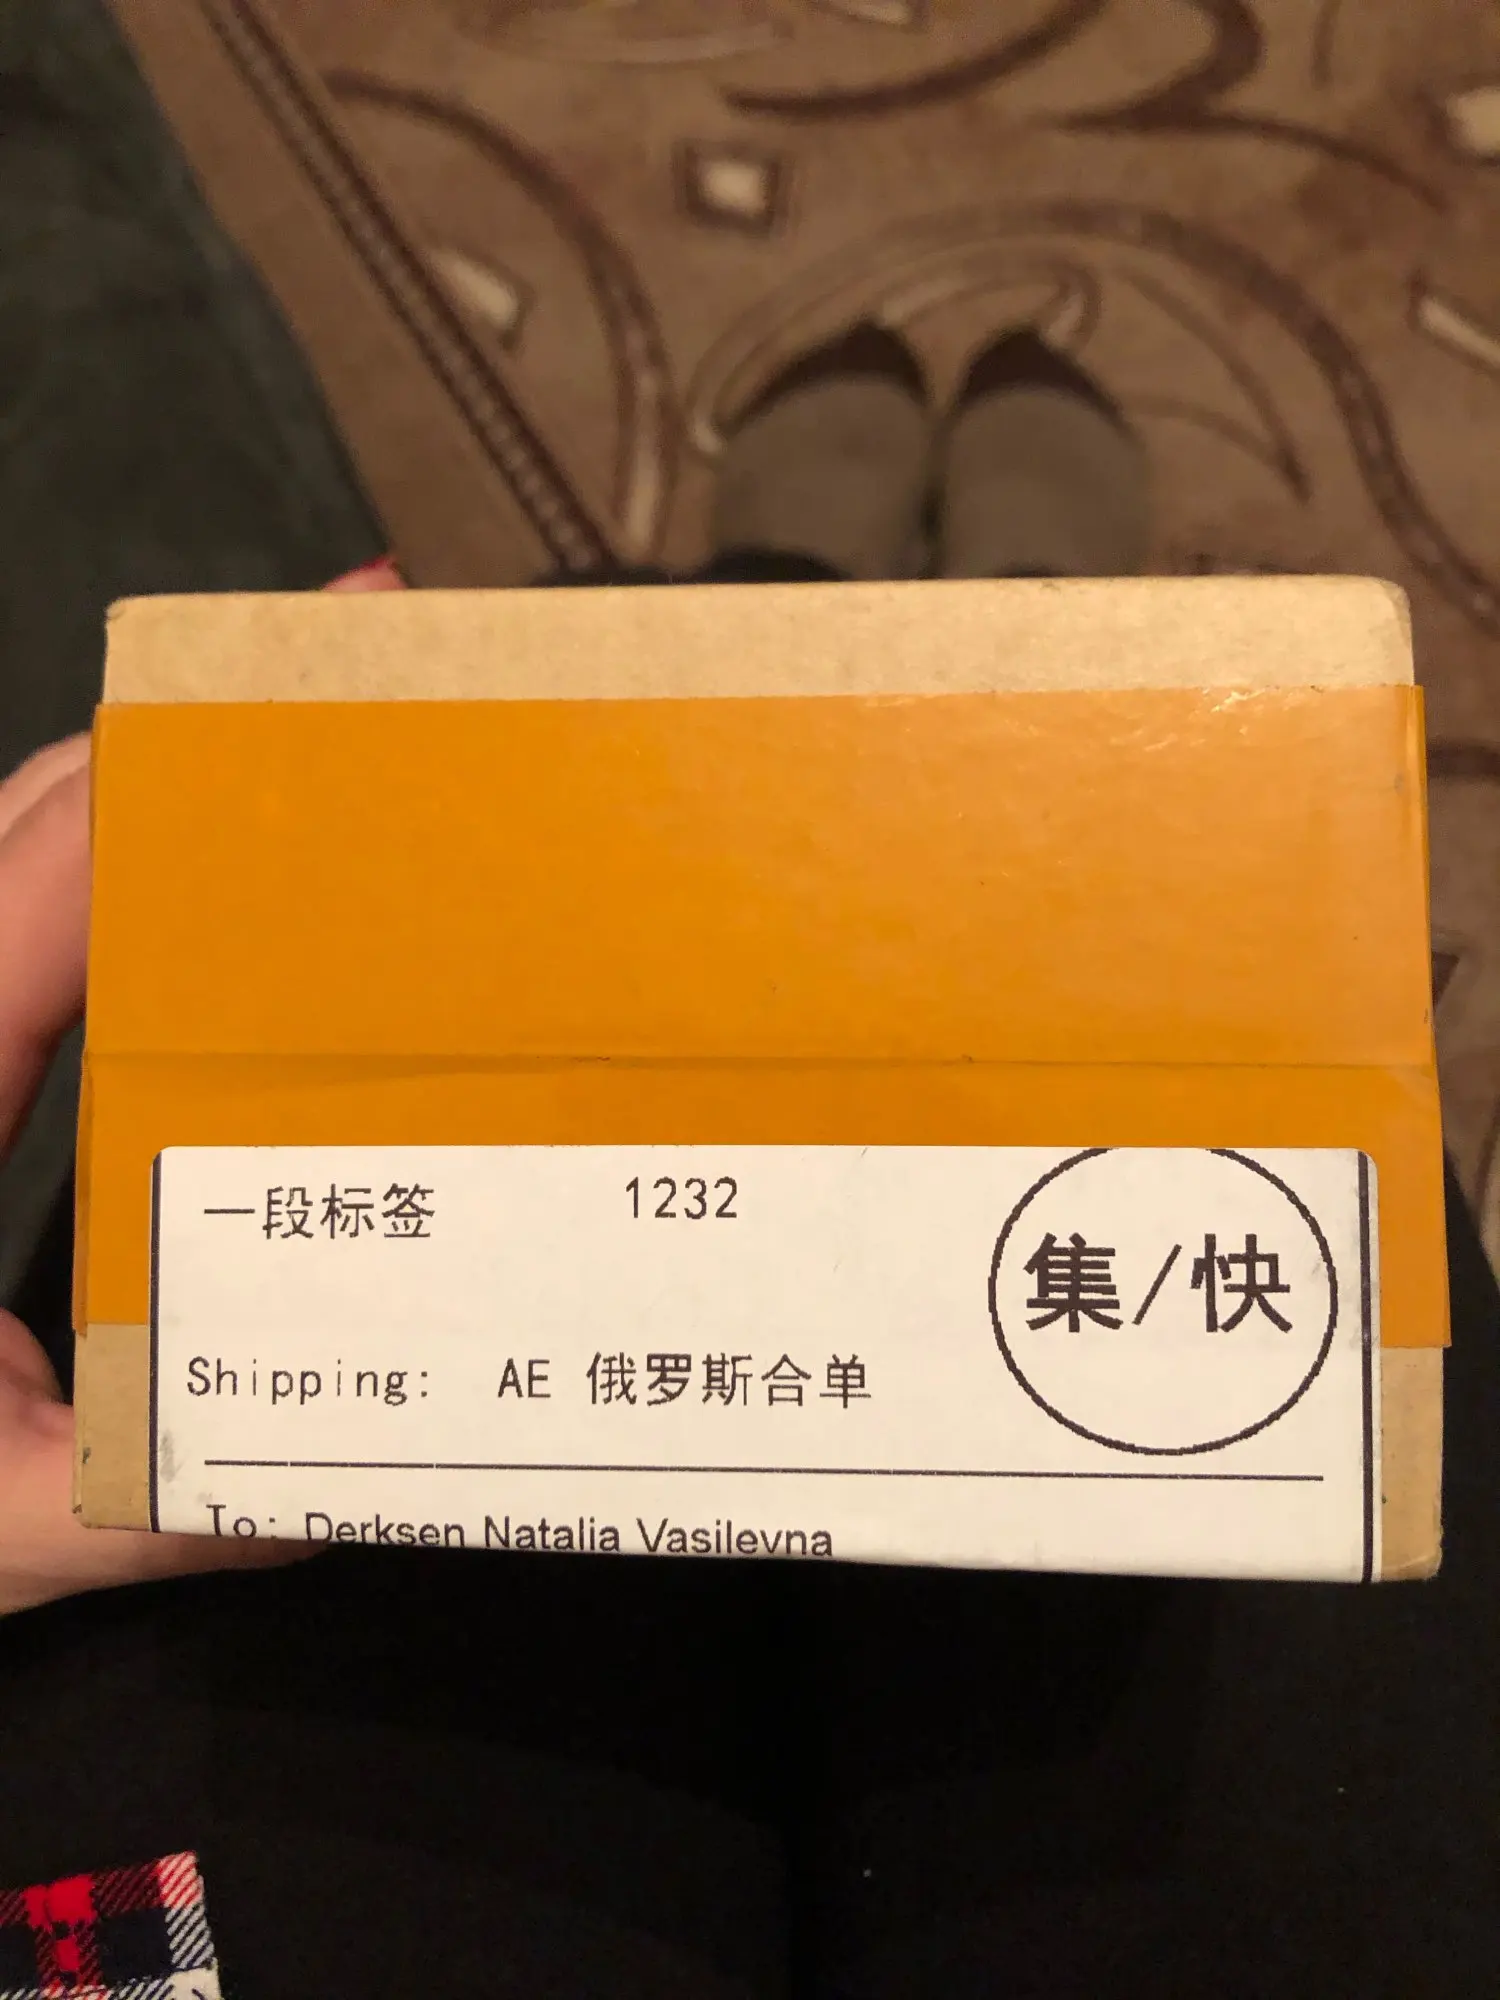 一段标签 1232
集/快
Shipping: AE 俄罗斯合单
To: Derksen Natalia Vasilevna